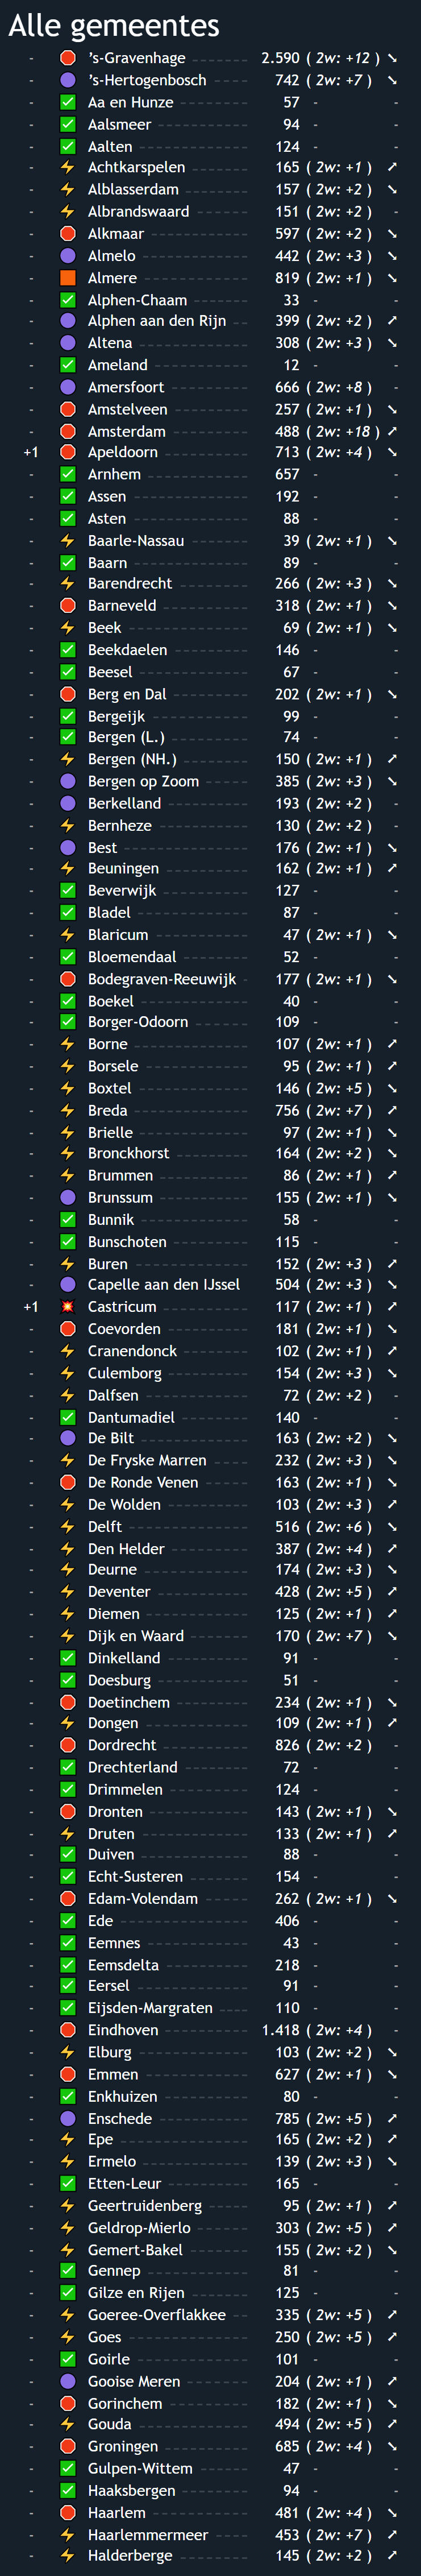 Alle gemeentes
- 's-Gravenhage 2.590 ( 2w: +12 ) ➘
- 's-Hertogenbosch 742 ( 2w: +7 ) ➘
- Aa en Hunze 57 -  -
- Aalsmeer 94 -  -
- Aalten 124 -  -
- Achtkarspelen 165 ( 2w: +1 ) ➚
- Alblasserdam 157 ( 2w: +2 ) ➘
- Albrandswaard 151 ( 2w: +2 ) -
- Alkmaar 597 ( 2w: +2 ) ➘
- Almelo 442 ( 2w: +3 ) ➘
- Almere 819 ( 2w: +1 ) ➘
- Alphen-Chaam 33 -  -
- Alphen aan den Rijn 399 ( 2w: +2 ) ➚
- Altena 308 ( 2w: +3 ) ➘
- Ameland 12 -  -
- Amersfoort 666 ( 2w: +8 ) -
- Amstelveen 257 ( 2w: +1 ) ➘
- Amsterdam 488 ( 2w: +18 ) ➚
+1 Apeldoorn 713 ( 2w: +4 ) ➘
- Arnhem 657 -  -
- Assen 192 -  -
- Asten 88 -  -
- Baarle-Nassau 39 ( 2w: +1 ) ➘
- Baarn 89 -  -
- Barendrecht 266 ( 2w: +3 ) ➘
- Barneveld 318 ( 2w: +1 ) ➘
- Beek 69 ( 2w: +1 ) ➘
- Beekdaelen 146 -  -
- Beesel 67 -  -
- Berg en Dal 202 ( 2w: +1 ) ➘
- Bergeijk 99 -  -
- Bergen (L.) 74 -  -
- Bergen (NH.) 150 ( 2w: +1 ) ➚
- Bergen op Zoom 385 ( 2w: +3 ) ➘
- Berkelland 193 ( 2w: +2 ) -
- Bernheze 130 ( 2w: +2 ) -
- Best 176 ( 2w: +1 ) ➘
- Beuningen 162 ( 2w: +1 ) ➚
- Beverwijk 127 -  -
- Bladel 87 -  -
- Blaricum 47 ( 2w: +1 ) ➘
- Bloemendaal 52 -  -
- Bodegraven-Reeuwijk 177 ( 2w: +1 ) ➘
- Boekel 40 -  -
- Borger-Odoorn 109 -  -
- Borne 107 ( 2w: +1 ) ➚
- Borsele 95 ( 2w: +1 ) ➚
- Boxtel 146 ( 2w: +5 ) ➘
- Breda 756 ( 2w: +7 ) ➚
- Brielle 97 ( 2w: +1 ) ➘
- Bronckhorst 164 ( 2w: +2 ) ➘
- Brummen 86 ( 2w: +1 ) ➚
- Brunssum 155 ( 2w: +1 ) ➘
- Bunnik 58 -  -
- Bunschoten 115 -  -
- Buren 152 ( 2w: +3 ) ➚
- Capelle aan den IJssel 504 ( 2w: +3 ) ➘
+1 Castricum 117 ( 2w: +1 ) ➚
- Coevorden 181 ( 2w: +1 ) ➘
- Cranendonck 102 ( 2w: +1 ) ➚
- Culemborg 154 ( 2w: +3 ) ➘
- Dalfsen 72 ( 2w: +2 ) -
- Dantumadiel 140 -  -
- De Bilt 163 ( 2w: +2 ) ➘
- De Fryske Marren 232 ( 2w: +3 ) ➘
- De Ronde Venen 163 ( 2w: +1 ) ➘
- De Wolden 103 ( 2w: +3 ) ➚
- Delft 516 ( 2w: +6 ) ➘
- Den Helder 387 ( 2w: +4 ) ➚
- Deurne 174 ( 2w: +3 ) ➘
- Deventer 428 ( 2w: +5 ) ➚
- Diemen 125 ( 2w: +1 ) ➚
- Dijk en Waard 170 ( 2w: +7 ) ➘
- Dinkelland 91 -  -
- Doesburg 51 -  -
- Doetinchem 234 ( 2w: +1 ) ➘
- Dongen 109 ( 2w: +1 ) ➚
- Dordrecht 826 ( 2w: +2 ) -
- Drechterland 72 -  -
- Drimmelen 124 -  -
- Dronten 143 ( 2w: +1 ) ➘
- Druten 133 ( 2w: +1 ) ➚
- Duiven 88 -  -
- Echt-Susteren 154 -  -
- Edam-Volendam 262 ( 2w: +1 ) ➘
- Ede 406 -  -
- Eemnes 43 -  -
- Eemsdelta 218 -  -
- Eersel 91 -  -
- Eijsden-Margraten 110 -  -
- Eindhoven 1.418 ( 2w: +4 ) -
- Elburg 103 ( 2w: +2 ) ➘
- Emmen 627 ( 2w: +1 ) ➘
- Enkhuizen 80 -  -
- Enschede 785 ( 2w: +5 ) ➚
- Epe 165 ( 2w: +2 ) ➚
- Ermelo 139 ( 2w: +3 ) ➘
- Etten-Leur 165 -  -
- Geertruidenberg 95 ( 2w: +1 ) ➚
- Geldrop-Mierlo 303 ( 2w: +5 ) ➚
- Gemert-Bakel 155 ( 2w: +2 ) ➘
- Gennep 81 -  -
- Gilze en Rijen 125 -  -
- Goeree-Overflakkee 335 ( 2w: +5 ) ➚
- Goes 250 ( 2w: +5 ) ➚
- Goirle 101 -  -
- Gooise Meren 204 ( 2w: +1 ) ➚
- Gorinchem 182 ( 2w: +1 ) ➘
- Gouda 494 ( 2w: +5 ) ➚
- Groningen 685 ( 2w: +4 ) ➘
- Gulpen-Wittem 47 -  -
- Haaksbergen 94 -  -
- Haarlem 481 ( 2w: +4 ) ➘
- Haarlemmermeer 453 ( 2w: +7 ) ➚
- Halderberge 145 ( 2w: +2 ) ➚